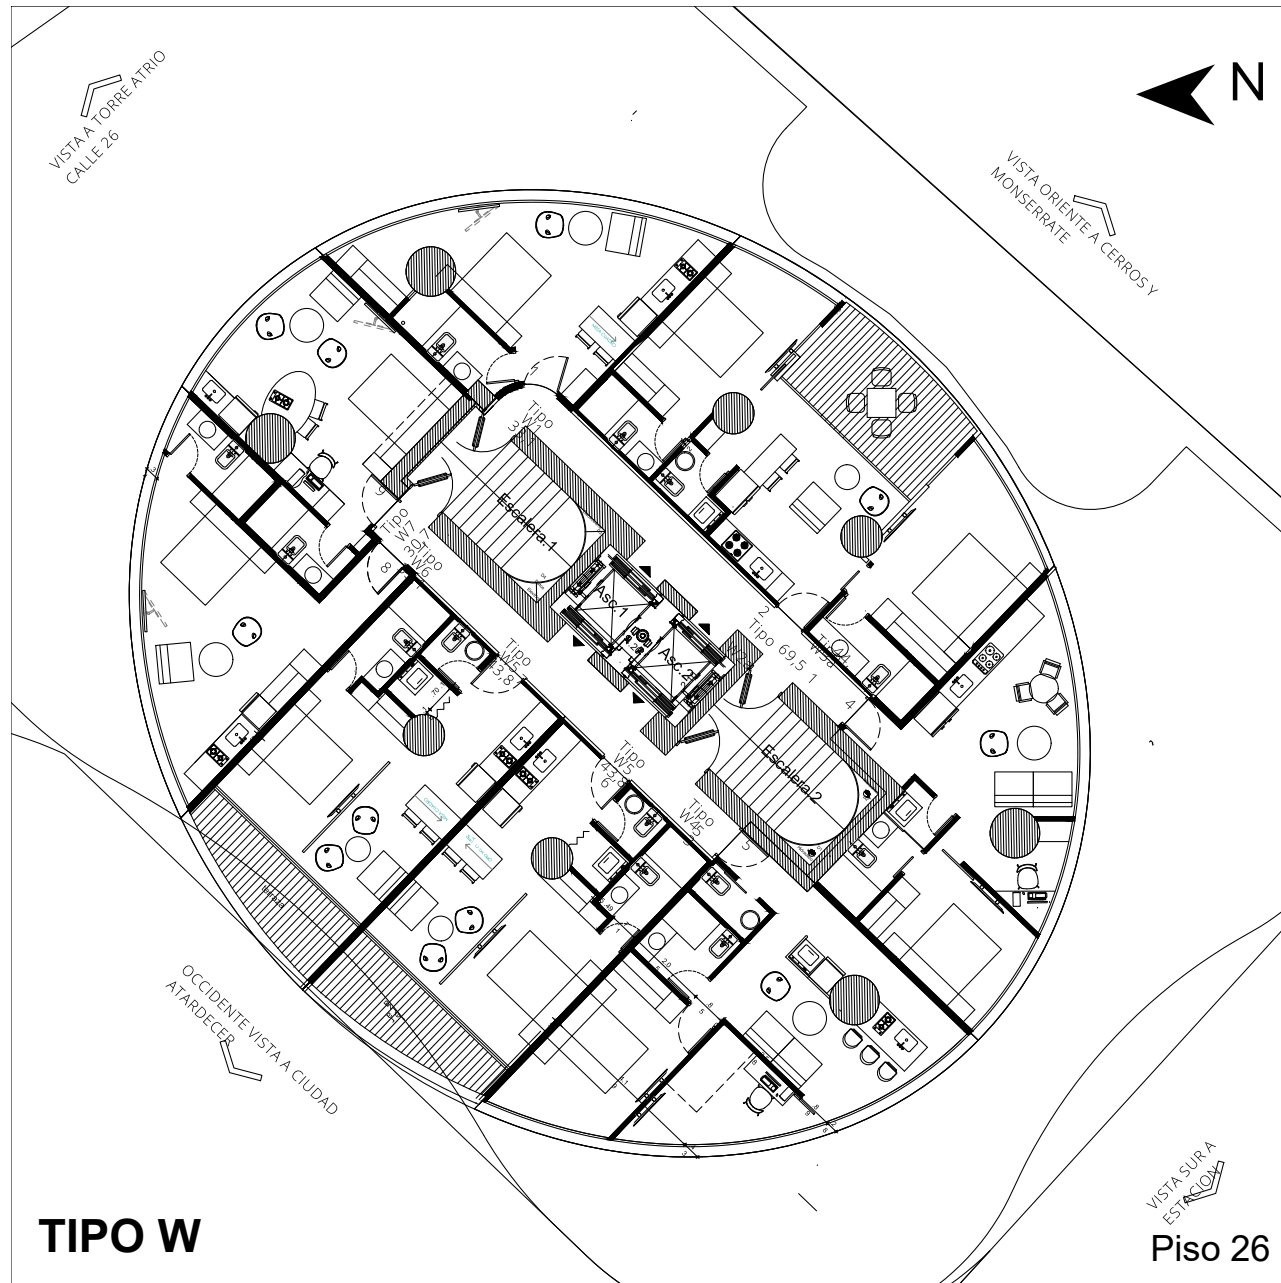 VISTA A TORRE ATRIO
CALLE 26
N
VISTA ORIENTE A CERROS Y
MONSERRATE
Tipo
W1
Escalera.1
9
Tipo
W7
30
Tipo
W6
8
Asc.1
Asc.2
2
Tipo 69,5
1
4
Tipo
W5
43,8
Tipo
W5
43,8
6
Tipo
W45
5
Escalera.2
OCCIDENTE VISTA A CIUDAD
ATARDECER
VISTA SUR A
ESTACION
TIPO W
Piso 26